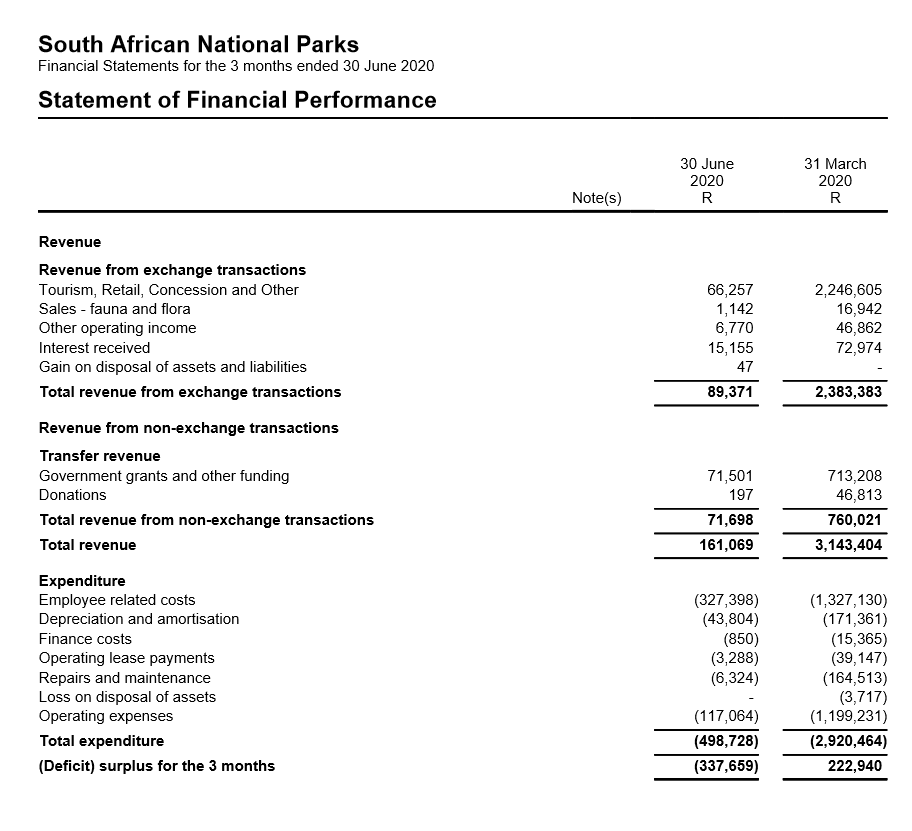 South African National Parks
Financial Statements for the 3 months ended 30 June 2020
Statement of Financial Performance
30 June 31 March
2020 2020
Note(s) R R
Revenue
Revenue from exchange transactions
Tourism, Retail, Concession and Other 66,257 2,246,605
Sales - fauna and flora 1,142 16,942
Other operating income 6,770 46,862
Interest received 15,155 72,974
Gain on disposal of assets and liabilities 47 -
Total revenue from exchange transactions 89,371 2,383,383
Revenue from non-exchange transactions
Transfer revenue
Government grants and other funding 71,501 713,208
Donations 197 46,813
Total revenue from non-exchange transactions 71,698 760,021
Total revenue 161,069 3,143,404
Expenditure
Employee related costs (327,398) (1,327,130)
Depreciation and amortisation (43,804) (171,361)
Finance costs (850) (15,365)
Operating lease payments (3,288) (39,147)
Repairs and maintenance (6,324) (164,513)
Loss on disposal of assets - (3,717)
Operating expenses (117,064) (1,199,231)
Total expenditure (498,728) (2,920,464)
(Deficit) surplus for the 3 months (337,659) 222,940